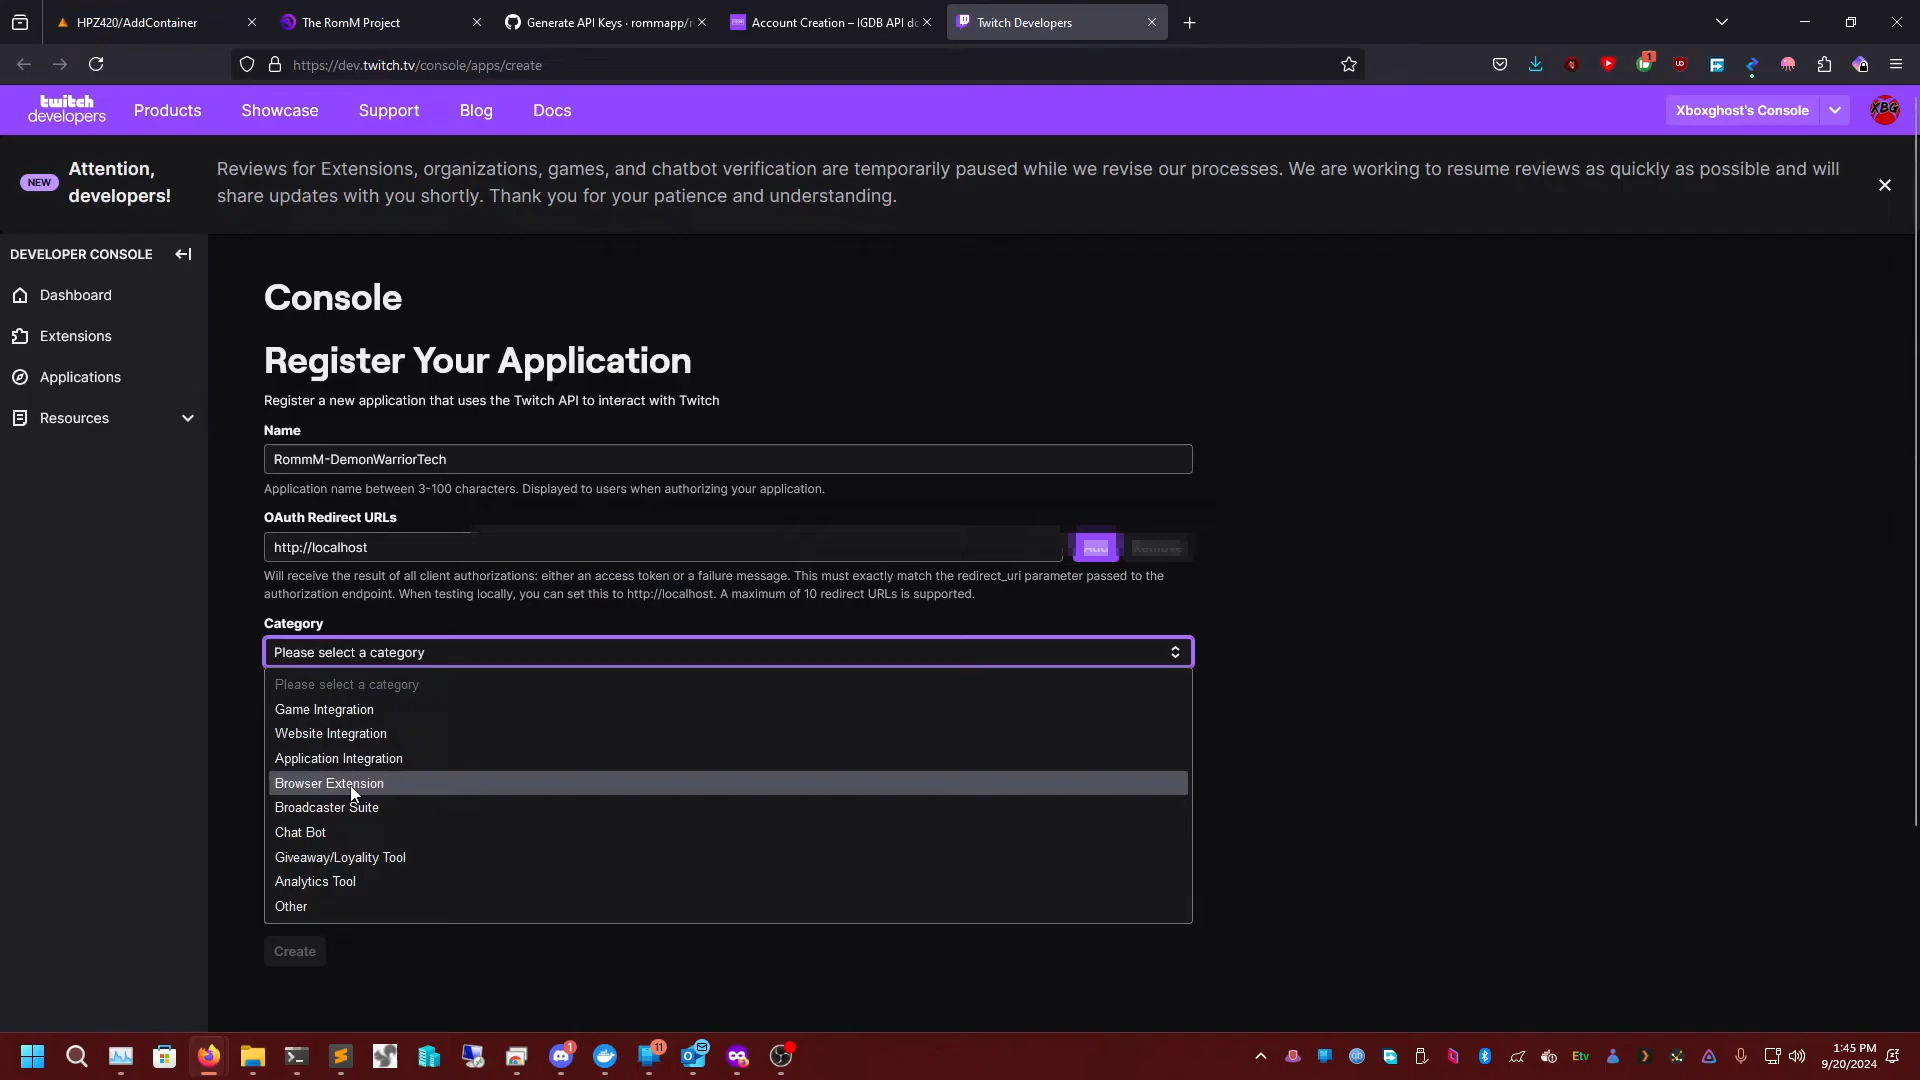 HPZ420/AddContainer
The RomM Project
Generate API Keys · rommapp/r
Account Creation – IGDB API do
Twitch Developers
https://dev.twitch.tv/console/apps/create
1
twitch
developers
Products
Showcase
Support
Blog
Docs
Xboxghost's Console
XBG
NEW
Attention,
developers!
Reviews for Extensions, organizations, games, and chatbot verification are temporarily paused while we revise our processes. We are working to resume reviews as quickly as possible and will
share updates with you shortly. Thank you for your patience and understanding.
DEVELOPER CONSOLE
Dashboard
Extensions
Applications
Resources
Console
Register Your Application
Register a new application that uses the Twitch API to interact with Twitch
Name
RommM-DemonWarriorTech
Application name between 3-100 characters. Displayed to users when authorizing your application.
OAuth Redirect URLs
http://localhost
Add
Remove
Will receive the result of all client authorizations: either an access token or a failure message. This must exactly match the redirect_uri parameter passed to the
authorization endpoint. When testing locally, you can set this to http://localhost. A maximum of 10 redirect URLs is supported.
Category
Please select a category
Please select a category
Game Integration
Website Integration
Application Integration
Browser Extension
Broadcaster Suite
Chat Bot
Giveaway/Loyality Tool
Analytics Tool
Other
Create
1
11
qb
Etv
1:45 PM
9/20/2024